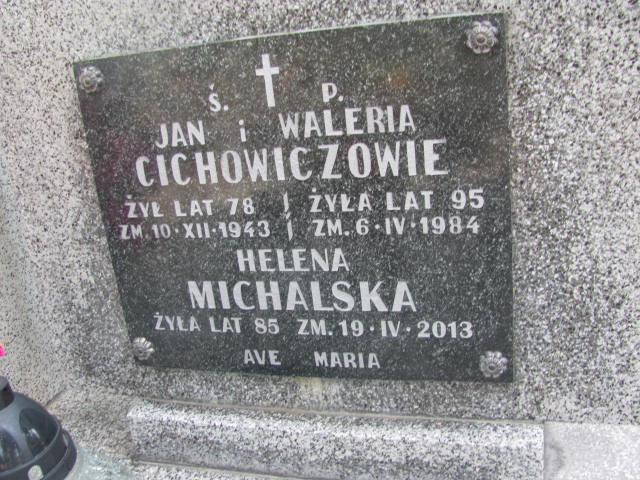 ś. p.
JAN i WALERIA
CICHOWICZOWIE
ŻYŁ LAT 78 ŻYŁA LAT 95
ZM. 10·XII·1943 ZM. 6·IV·1984
HELENA
MICHALSKA
ŻYŁA LAT 85 ZM. 19·IV·2013
AVE MARIA